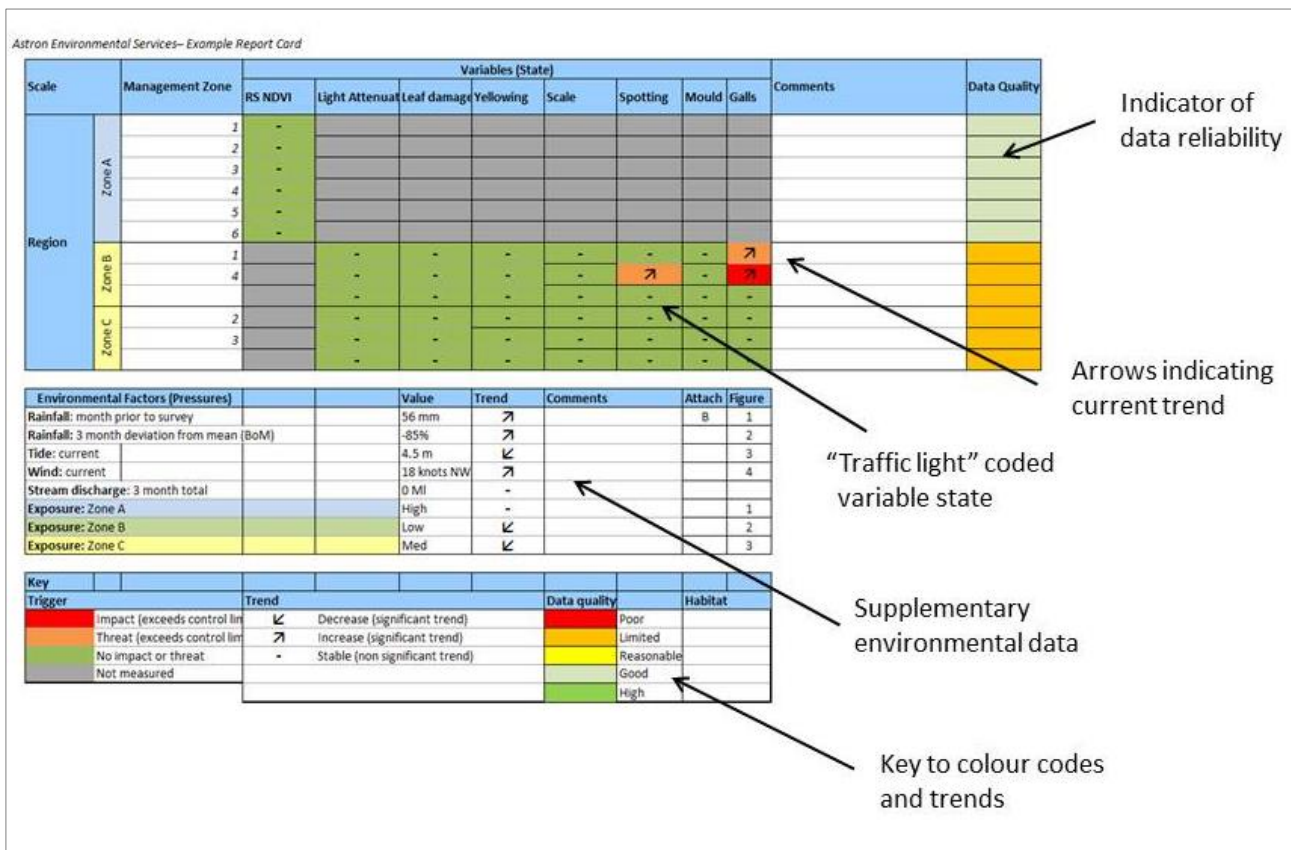 Astron Environmental Services– Example Report Card
Scale Management Zone Variables (State) Comments Data Quality
RS NDVI Light Attenuat Leaf damage Yellowing Scale Spotting Mould Galls
Region
Zone A
1 -
2 -
3 -
4 -
5 -
6 -
Zone B
1 - - - - - - ↗
4 - - - - ↗ - ↗
- - - - - - -
Zone C
2 - - - - - - -
3 - - - - - - -
- - - - - - -
Indicator of
data reliability
Arrows indicating
current trend
“Traffic light” coded
variable state
Supplementary
environmental data
Key to colour codes
and trends
Environmental Factors (Pressures) Value Trend Comments Attach Figure
Rainfall: month prior to survey 56 mm ↗ B 1
Rainfall: 3 month deviation from mean (BoM) -85% ↗ 2
Tide: current 4.5 m ↙ 3
Wind: current 18 knots NW ↗ 4
Stream discharge: 3 month total 0 Ml -
Exposure: Zone A High - 1
Exposure: Zone B Low ↙ 2
Exposure: Zone C Med ↙ 3
Key
Trigger Trend Data quality Habitat
Impact (exceeds control lim ↙ Decrease (significant trend) Poor
Threat (exceeds control lim ↗ Increase (significant trend) Limited
No impact or threat - Stable (non significant trend) Reasonable
Not measured Good
High